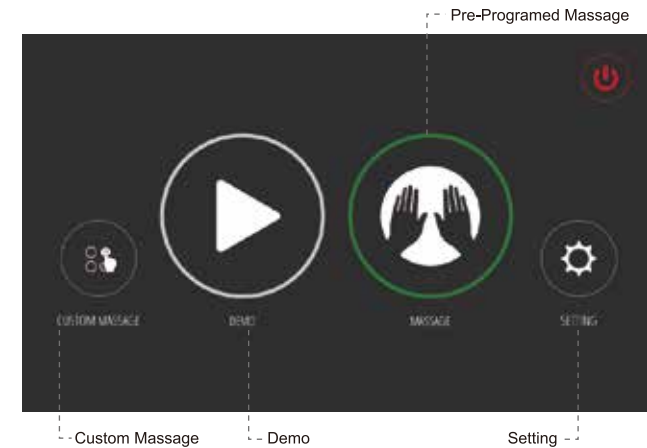 Pre-Programed Massage
CUSTOM MASSAGE
DEMO
MASSAGE
SETTING
Custom Massage
Demo
Setting